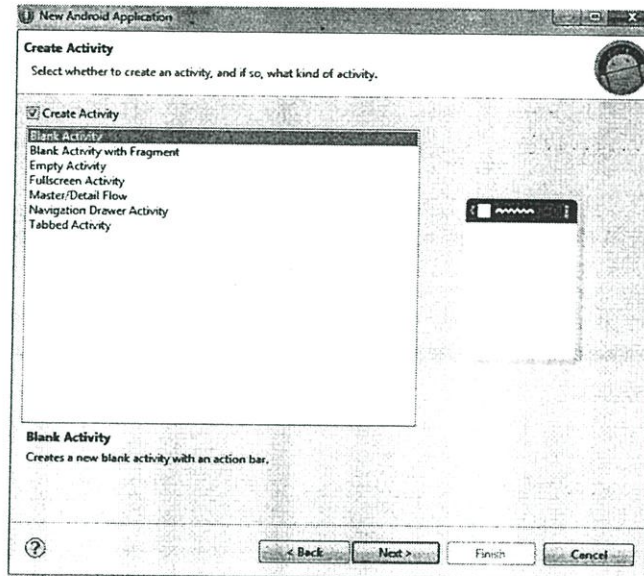 New Android Application
Create Activity
Select whether to create an activity, and if so, what kind of activity.
Create Activity
Blank Activity
Blank Activity with Fragment
Empty Activity
Fullscreen Activity
Master/Detail Flow
Navigation Drawer Activity
Tabbed Activity
Blank Activity
Creates a new blank activity with an action bar.
?
< Back
Next >
Finish
Cancel